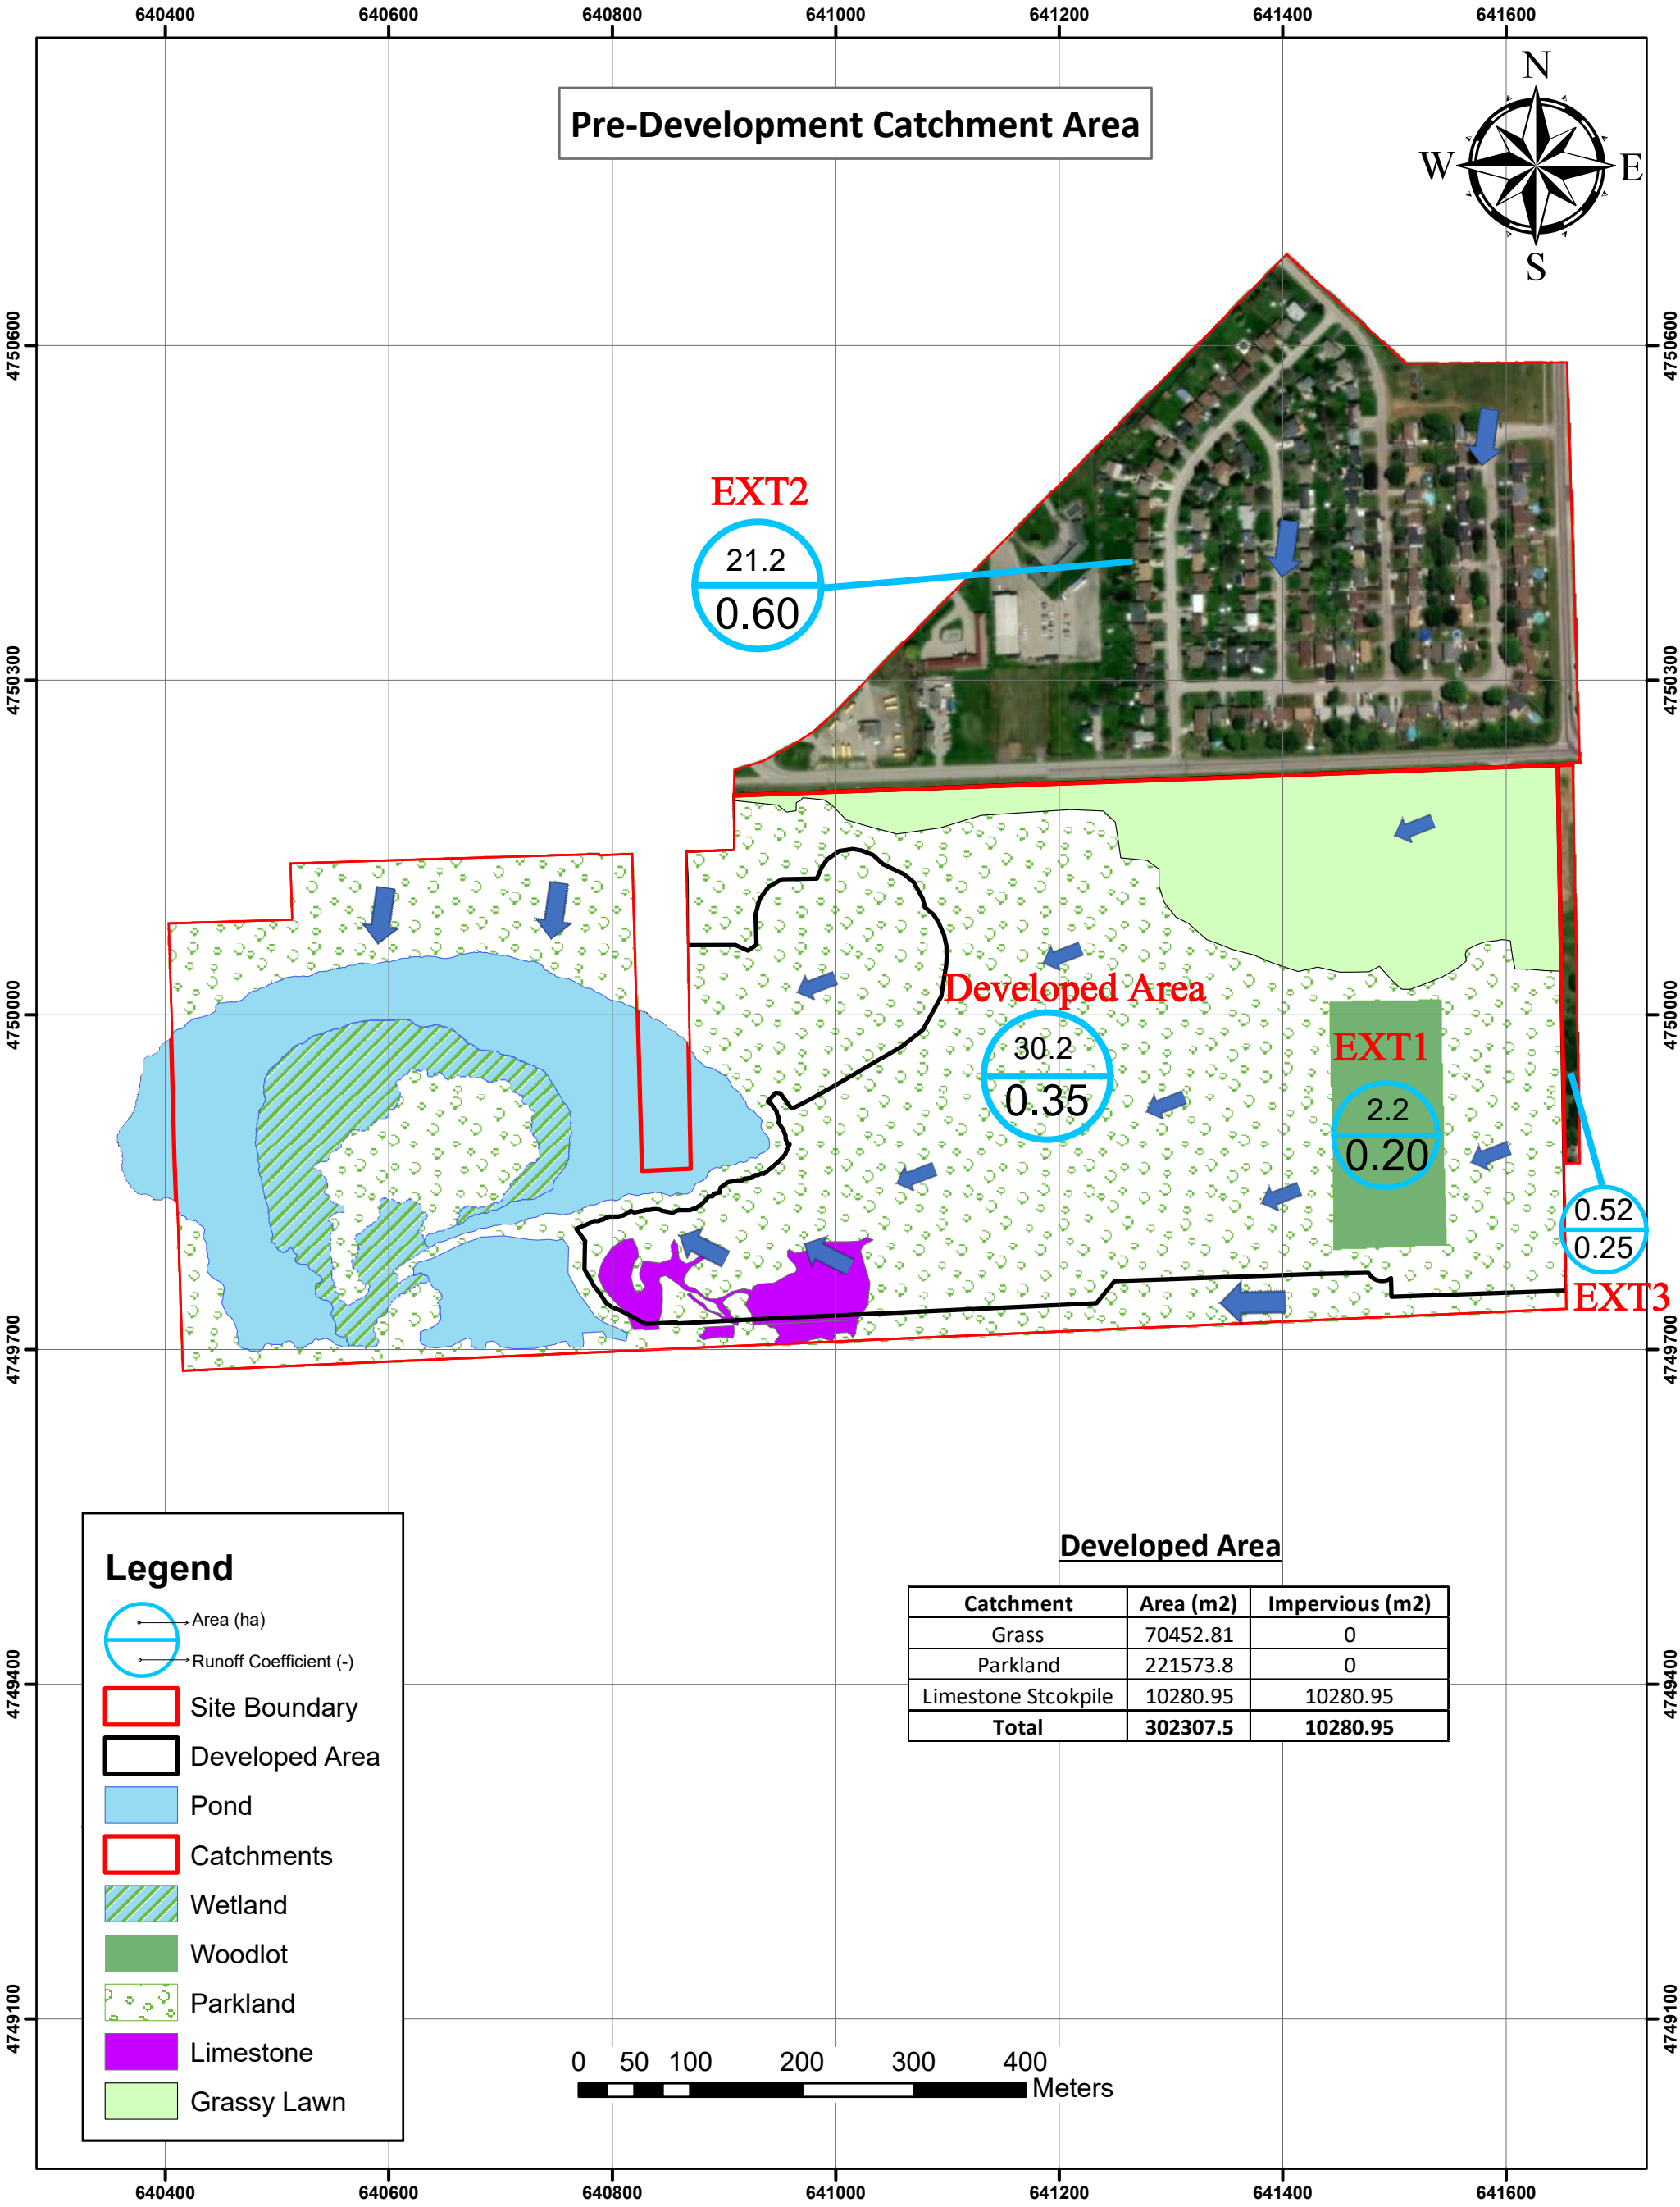 640400 640600 640800 641000 641200 641400 641600
Pre-Development Catchment Area
N
W E
S
4750600 4750600
EXT2
21.2
0.60
4750300 4750300
Developed Area
30.2
0.35
4750000 4750000
EXT1
2.2
0.20
0.52
0.25
EXT3
4749700 4749700
Legend
Area (ha)
Runoff Coefficient (-)
Site Boundary
Developed Area
Pond
Catchments
Wetland
Woodlot
Parkland
Limestone
Grassy Lawn
Developed Area
Catchment Area (m2) Impervious (m2)
Grass 70452.81 0
Parkland 221573.8 0
Limestone Stcokpile 10280.95 10280.95
Total 302307.5 10280.95
4749400 4749400
4749100 4749100
0 50 100 200 300 400
Meters
640400 640600 640800 641000 641200 641400 641600